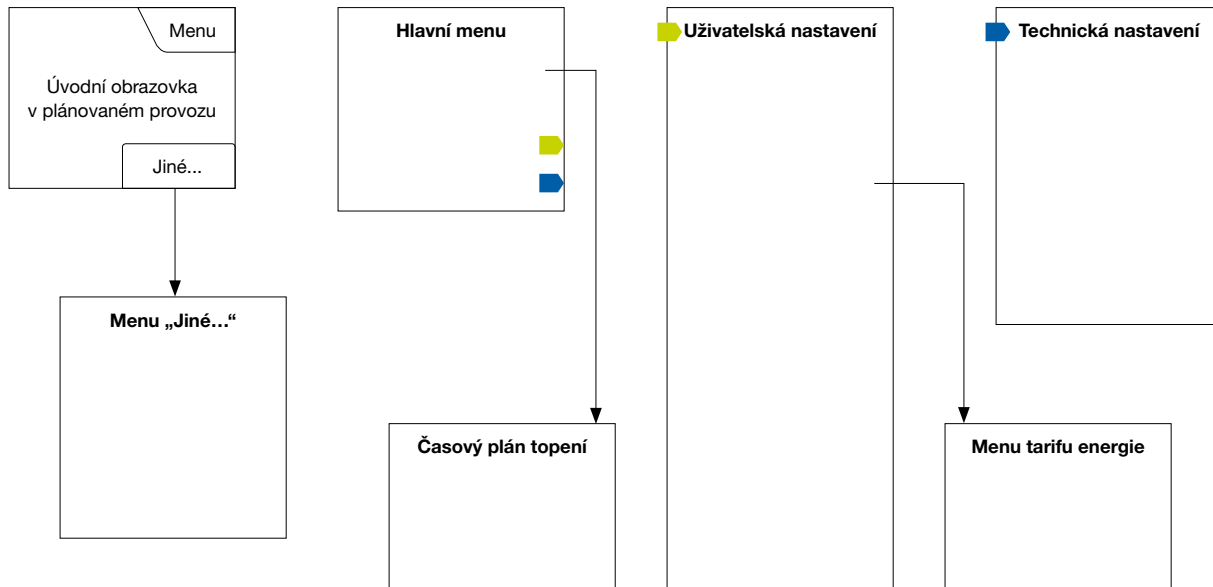 Menu
Úvodní obrazovka
v plánovaném provozu
Jiné...
Menu „Jiné…“
Hlavní menu
Časový plán topení
Uživatelská nastavení
Technická nastavení
Menu tarifu energie